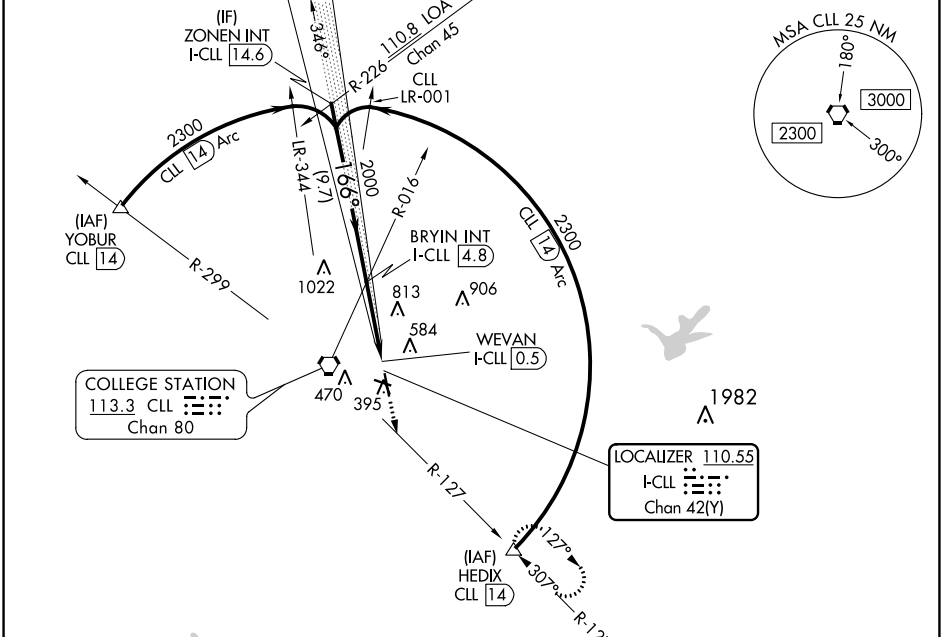 (IF)
ZONEN INT
I-CLL 14.6
346°
R-226
110.8 LOA
Chan 45
CLL
LR-001
MSA CLL 25 NM
180°
3000
2300
300°
2300
CLL 14 Arc
LR-344
(9.7)
166°
2000
R-016
2300
CLL 14 Arc
(IAF)
YOBUR
CLL 14
R-299
BRYIN INT
I-CLL 4.8
1022
813
906
584
WEVAN
I-CLL 0.5
COLLEGE STATION
113.3 CLL
Chan 80
470
395
1982
LOCALIZER 110.55
I-CLL
Chan 42(Y)
R-127
(IAF)
HEDIX
CLL 14
127°
307°